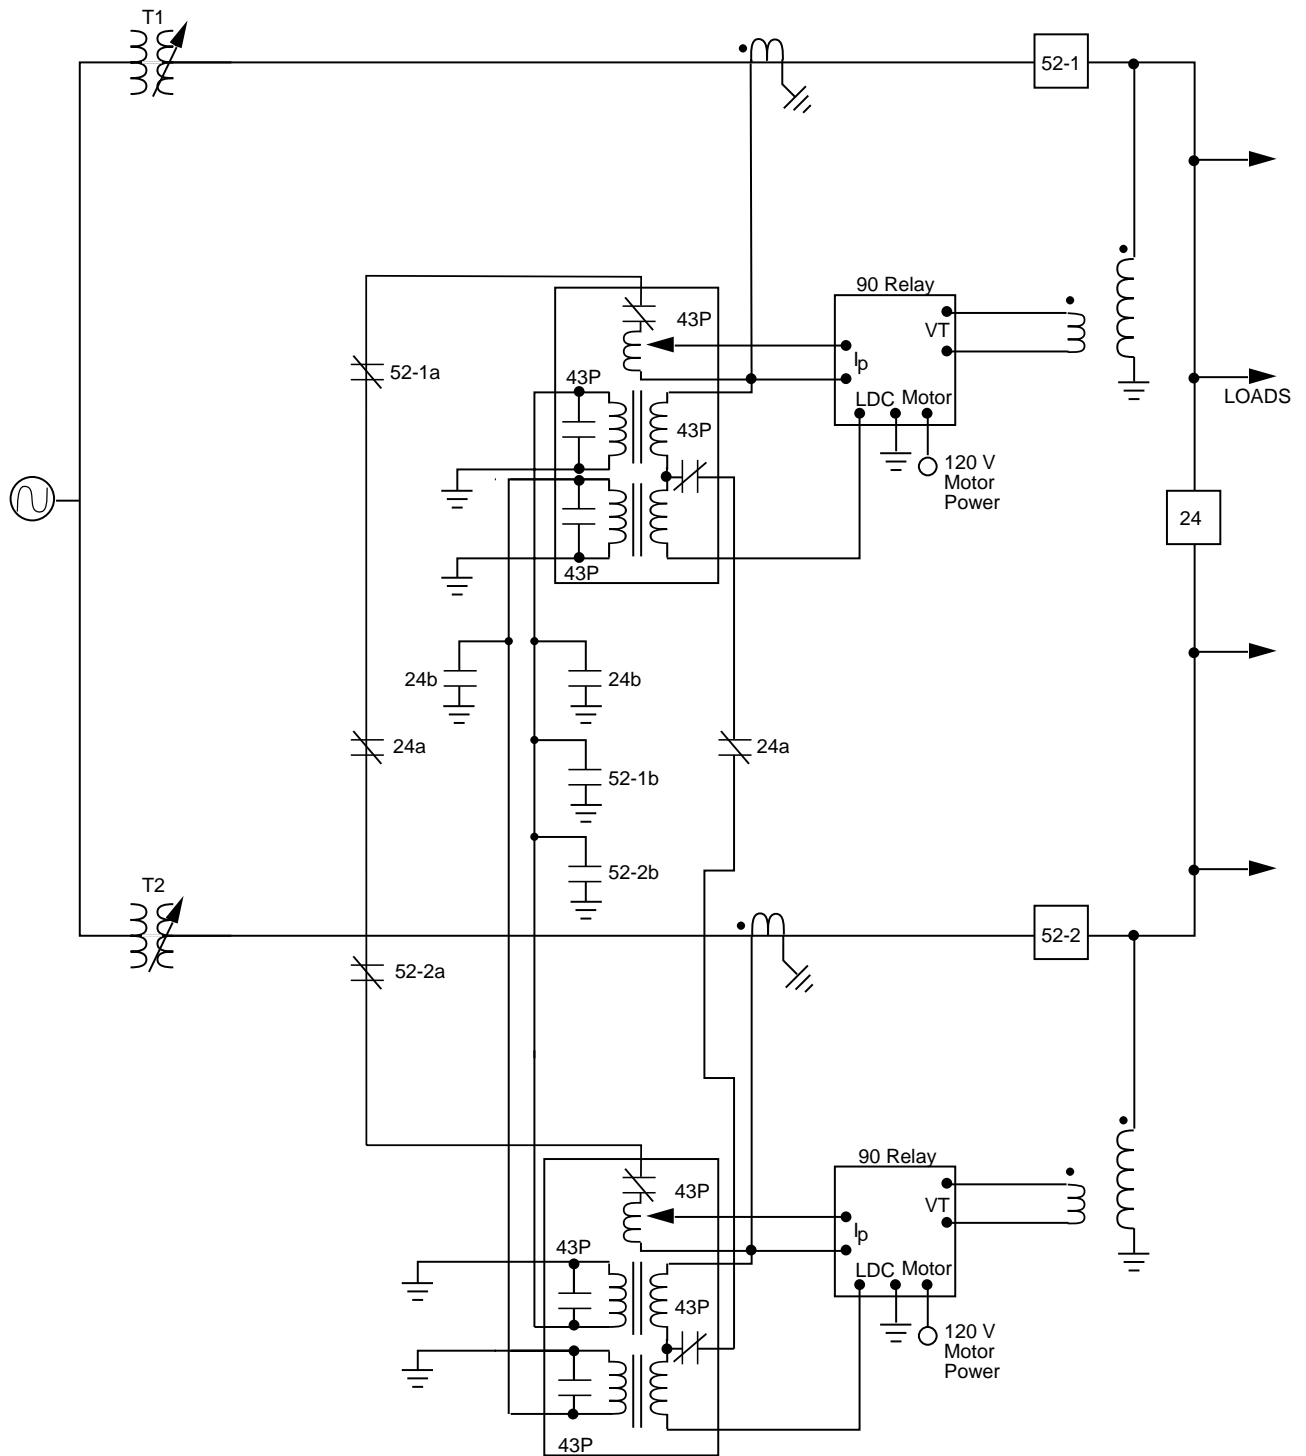 T1
52-1
90 Relay
43P
VT
Ip
52-1a
43P
LOADS
LDC
Motor
43P
120 V
Motor
Power
24
43P
24b
24b
24a
24a
52-1b
52-2b
T2
52-2
52-2a
90 Relay
43P
VT
Ip
43P
LDC
Motor
43P
120 V
Motor
Power
43P